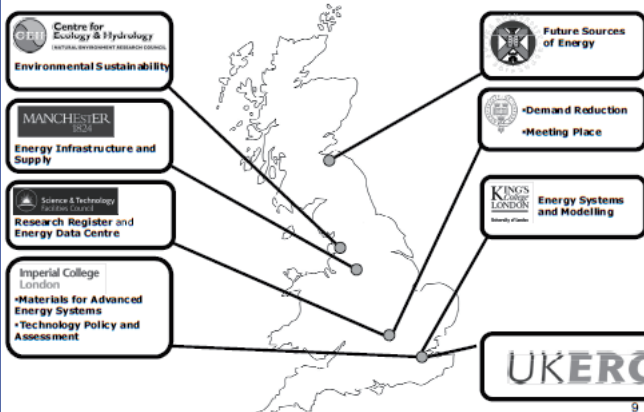 CEH Centre for
Ecology & Hydrology
NATURAL ENVIRONMENT RESEARCH COUNCIL
Environmental Sustainability
MANCHESTER
1824
Energy Infrastructure and
Supply
Science & Technology
Facilities Council
Research Register and
Energy Data Centre
Imperial College
London
•Materials for Advanced
Energy Systems
•Technology Policy and
Assessment
Future Sources
of Energy
•Demand Reduction
•Meeting Place
KING'S
College
LONDON
University of London
Energy Systems
and Modelling
UKERC
9